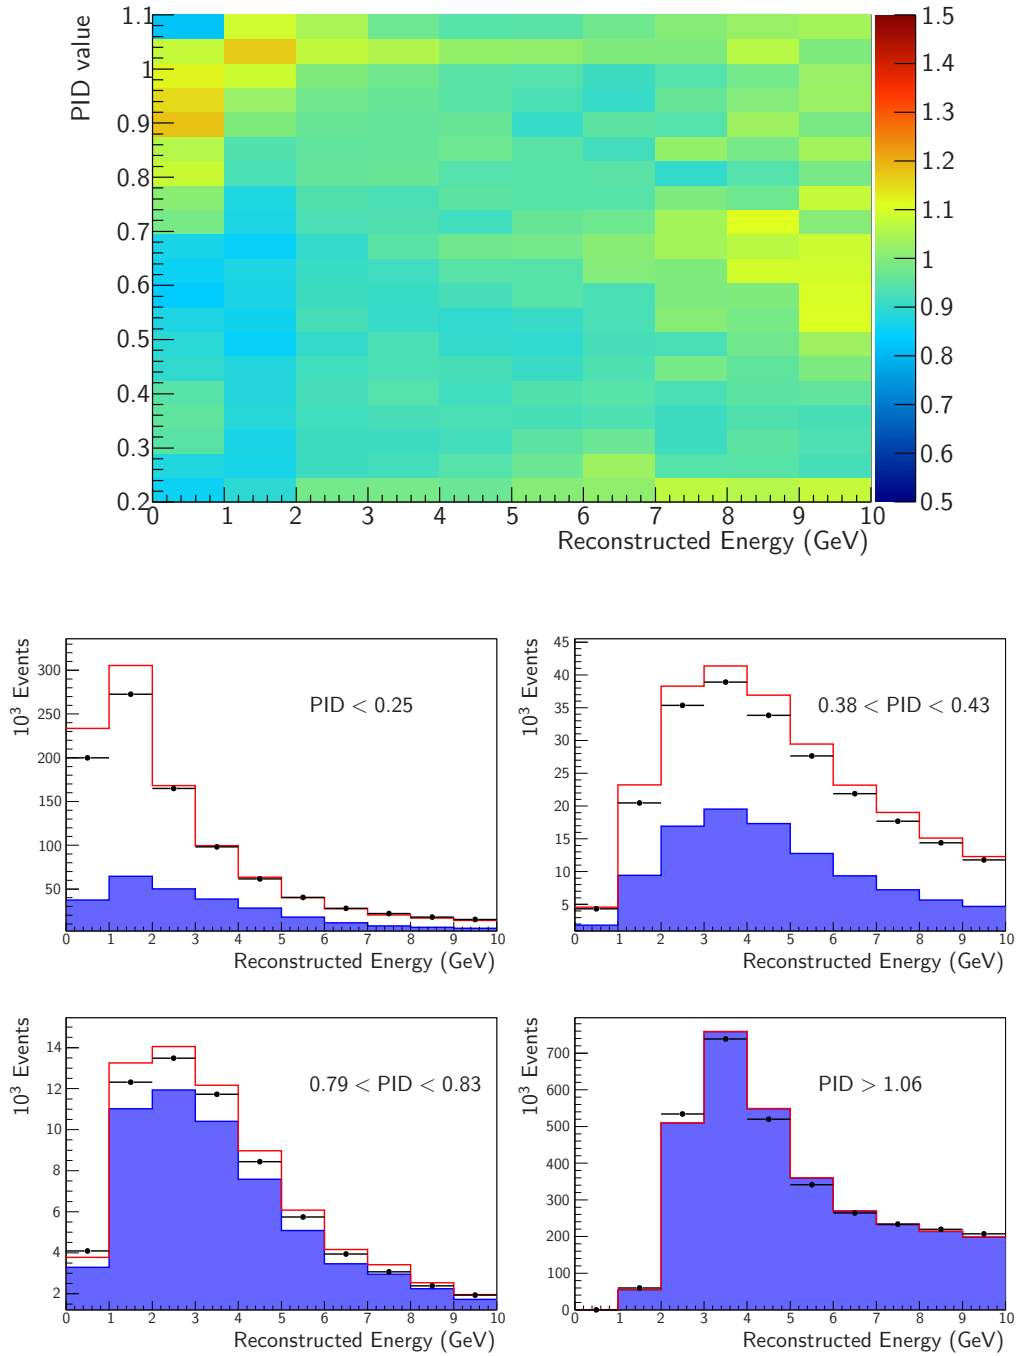 PID value
1.1
1
0.9
0.8
0.7
0.6
0.5
0.4
0.3
0.2
0 1 2 3 4 5 6 7 8 9 10
Reconstructed Energy (GeV)
1.5
1.4
1.3
1.2
1.1
1
0.9
0.8
0.7
0.6
0.5
10³ Events
300
250
200
150
100
50
PID < 0.25
0 1 2 3 4 5 6 7 8 9 10
Reconstructed Energy (GeV)
10³ Events
45
40
35
30
25
20
15
10
5
0.38 < PID < 0.43
0 1 2 3 4 5 6 7 8 9 10
Reconstructed Energy (GeV)
10³ Events
14
12
10
8
6
4
2
0.79 < PID < 0.83
0 1 2 3 4 5 6 7 8 9 10
Reconstructed Energy (GeV)
10³ Events
700
600
500
400
300
200
100
0
PID > 1.06
0 1 2 3 4 5 6 7 8 9 10
Reconstructed Energy (GeV)